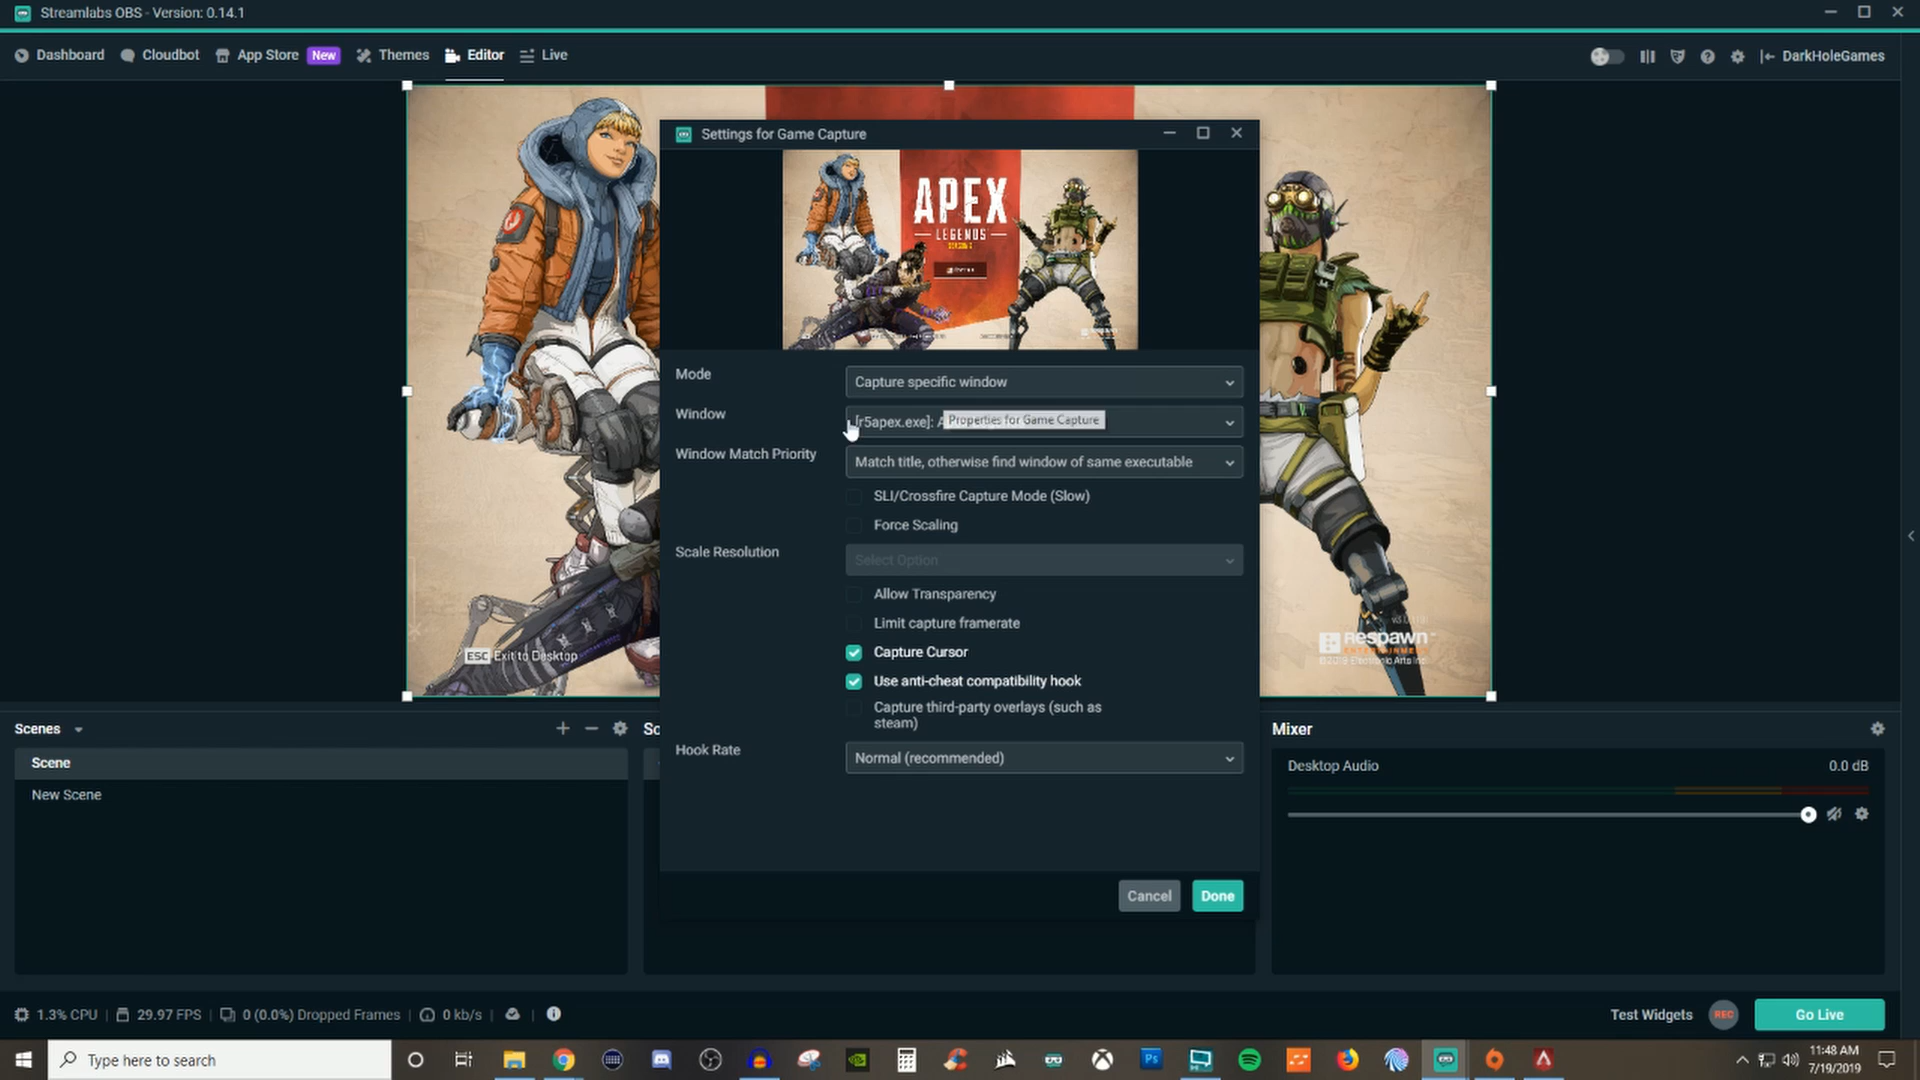 Streamlabs OBS - Version: 0.14.1
Dashboard
Cloudbot
App Store
New
Themes
Editor
Live
DarkHoleGames
Settings for Game Capture
APEX
LEGENDS
Mode
Capture specific window
Window
[r5apex.exe]: A
Properties for Game Capture
Window Match Priority
Match title, otherwise find window of same executable
SLI/Crossfire Capture Mode (Slow)
Force Scaling
Scale Resolution
Select Option
Allow Transparency
Limit capture framerate
Capture Cursor
Use anti-cheat compatibility hook
Capture third-party overlays (such as
steam)
Hook Rate
Normal (recommended)
Cancel
Done
ESC Exit to Desktop
Respawn
ENTERTAINMENT
©2019 Electronic Arts Inc.
Scenes
Scene
New Scene
So
Mixer
Desktop Audio
0.0 dB
1.3% CPU
29.97 FPS
0 (0.0%) Dropped Frames
0 kb/s
Test Widgets
REC
Go Live
Type here to search
Ps
11:48 AM
7/19/2019